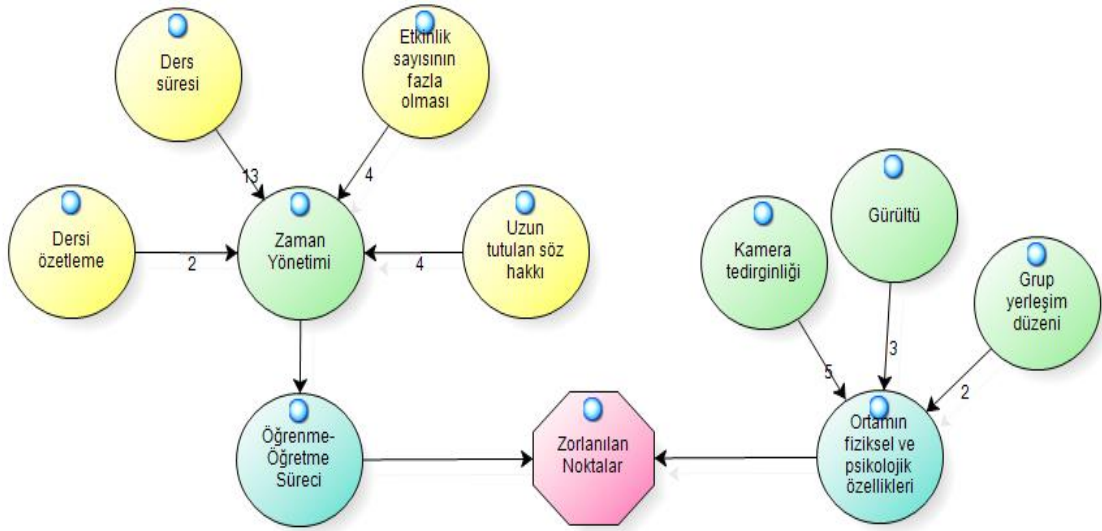 Ders
süresi
Etkinlik
sayısının
fazla
olması
13
4
Dersi
özetleme
2
Zaman
Yönetimi
4
Uzun
tutulan söz
hakkı
Kamera
tedirginliği
Gürültü
Grup
yerleşim
düzeni
5
3
2
Öğrenme-
Öğretme
Süreci
Zorlanılan
Noktalar
Ortamın
fiziksel ve
psikolojik
özellikleri